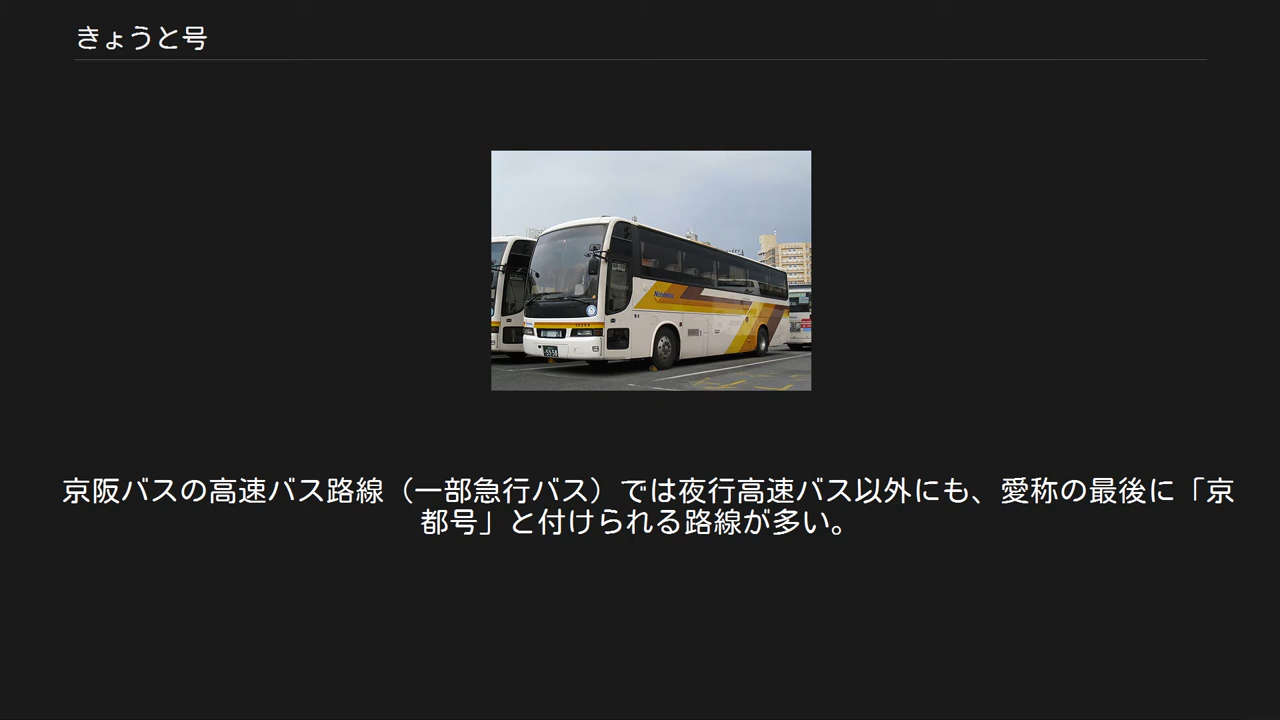 きょうと号
京阪バスの高速バス路線（一部急行バス）では夜行高速バス以外にも、愛称の最後に「京
都号」と付けられる路線が多い。